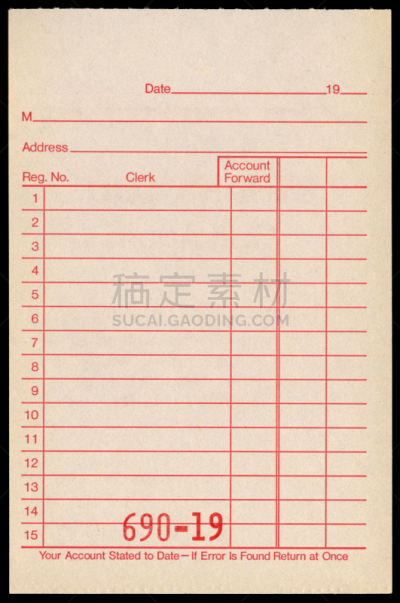 Date 19
M.
Address
Account
Forward
Reg. No. Clerk
1
2
3
4
稿定素材
5
6 SUCAI.GAODING.COM
7
8
9
10
11
12
13
14
690-19
15
Your Account Stated to Date—If Error Is Found Return at Once